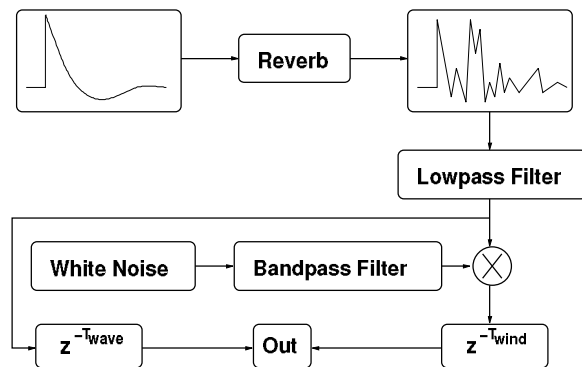 Reverb
Lowpass Filter
White Noise
Bandpass Filter
z^-T_wave
Out
z^-T_wind